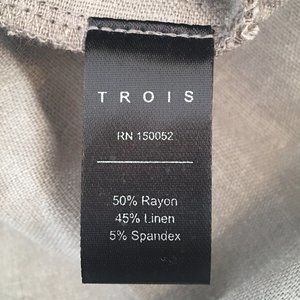 TROIS
RN 150052
50% Rayon
45% Linen
5% Spandex